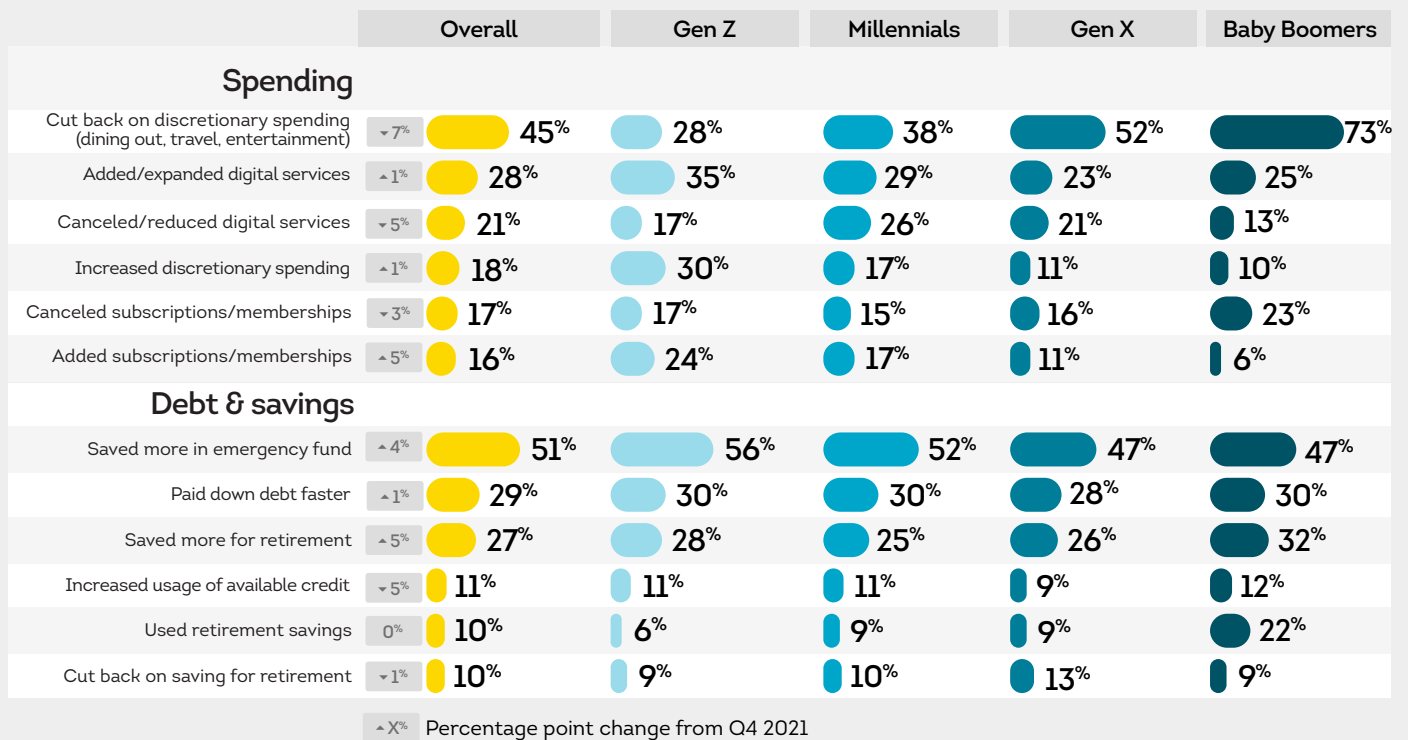 Overall Gen Z Millennials Gen X Baby Boomers
Spending
Cut back on discretionary spending
(dining out, travel, entertainment) ▾7% 45% 28% 38% 52% 73%
Added/expanded digital services ▴1% 28% 35% 29% 23% 25%
Canceled/reduced digital services ▾5% 21% 17% 26% 21% 13%
Increased discretionary spending ▴1% 18% 30% 17% 11% 10%
Canceled subscriptions/memberships ▾3% 17% 17% 15% 16% 23%
Added subscriptions/memberships ▴5% 16% 24% 17% 11% 6%
Debt & savings
Saved more in emergency fund ▴4% 51% 56% 52% 47% 47%
Paid down debt faster ▴1% 29% 30% 30% 28% 30%
Saved more for retirement ▴5% 27% 28% 25% 26% 32%
Increased usage of available credit ▾5% 11% 11% 11% 9% 12%
Used retirement savings 0% 10% 6% 9% 9% 22%
Cut back on saving for retirement ▾1% 10% 9% 10% 13% 9%
▴X% Percentage point change from Q4 2021